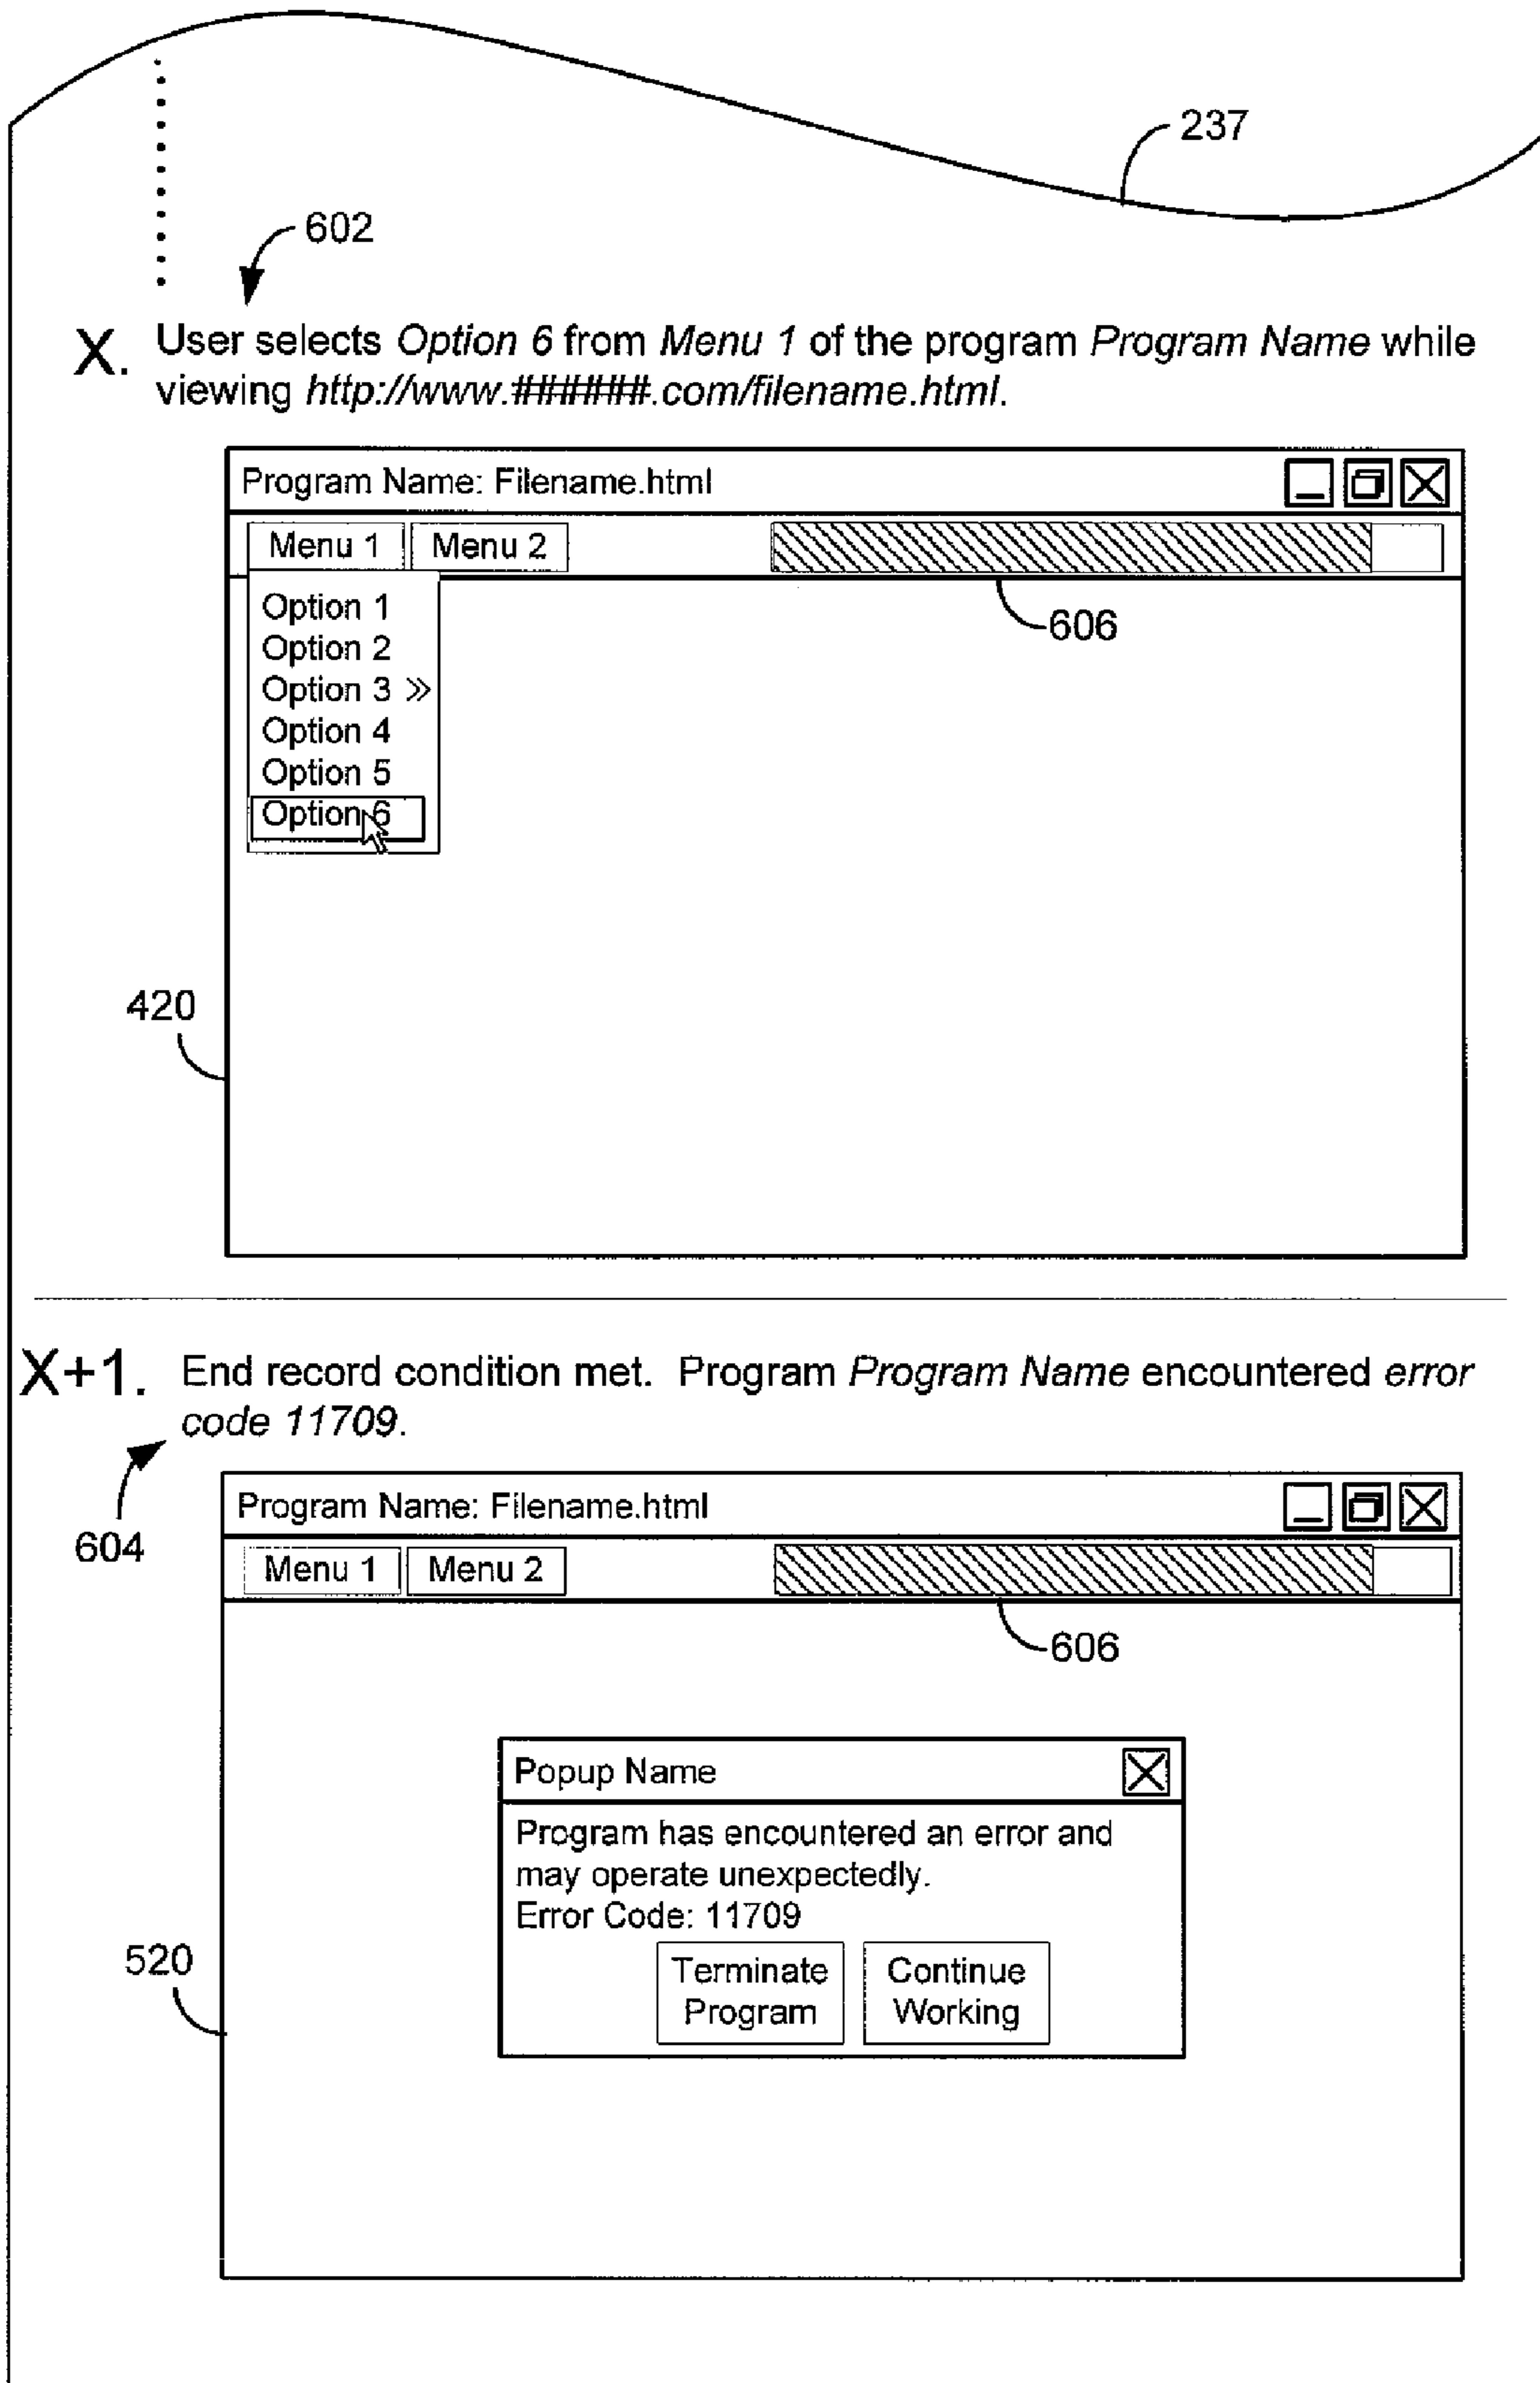 237
602
X. User selects Option 6 from Menu 1 of the program Program Name while
viewing http://www.######.com/filename.html.
Program Name: Filename.html
Menu 1 Menu 2
606
Option 1
Option 2
Option 3 »
Option 4
Option 5
Option 6
420
X+1. End record condition met. Program Program Name encountered error
code 11709.
604
Program Name: Filename.html
Menu 1 Menu 2
606
Popup Name
Program has encountered an error and
may operate unexpectedly.
Error Code: 11709
Terminate
Program
Continue
Working
520